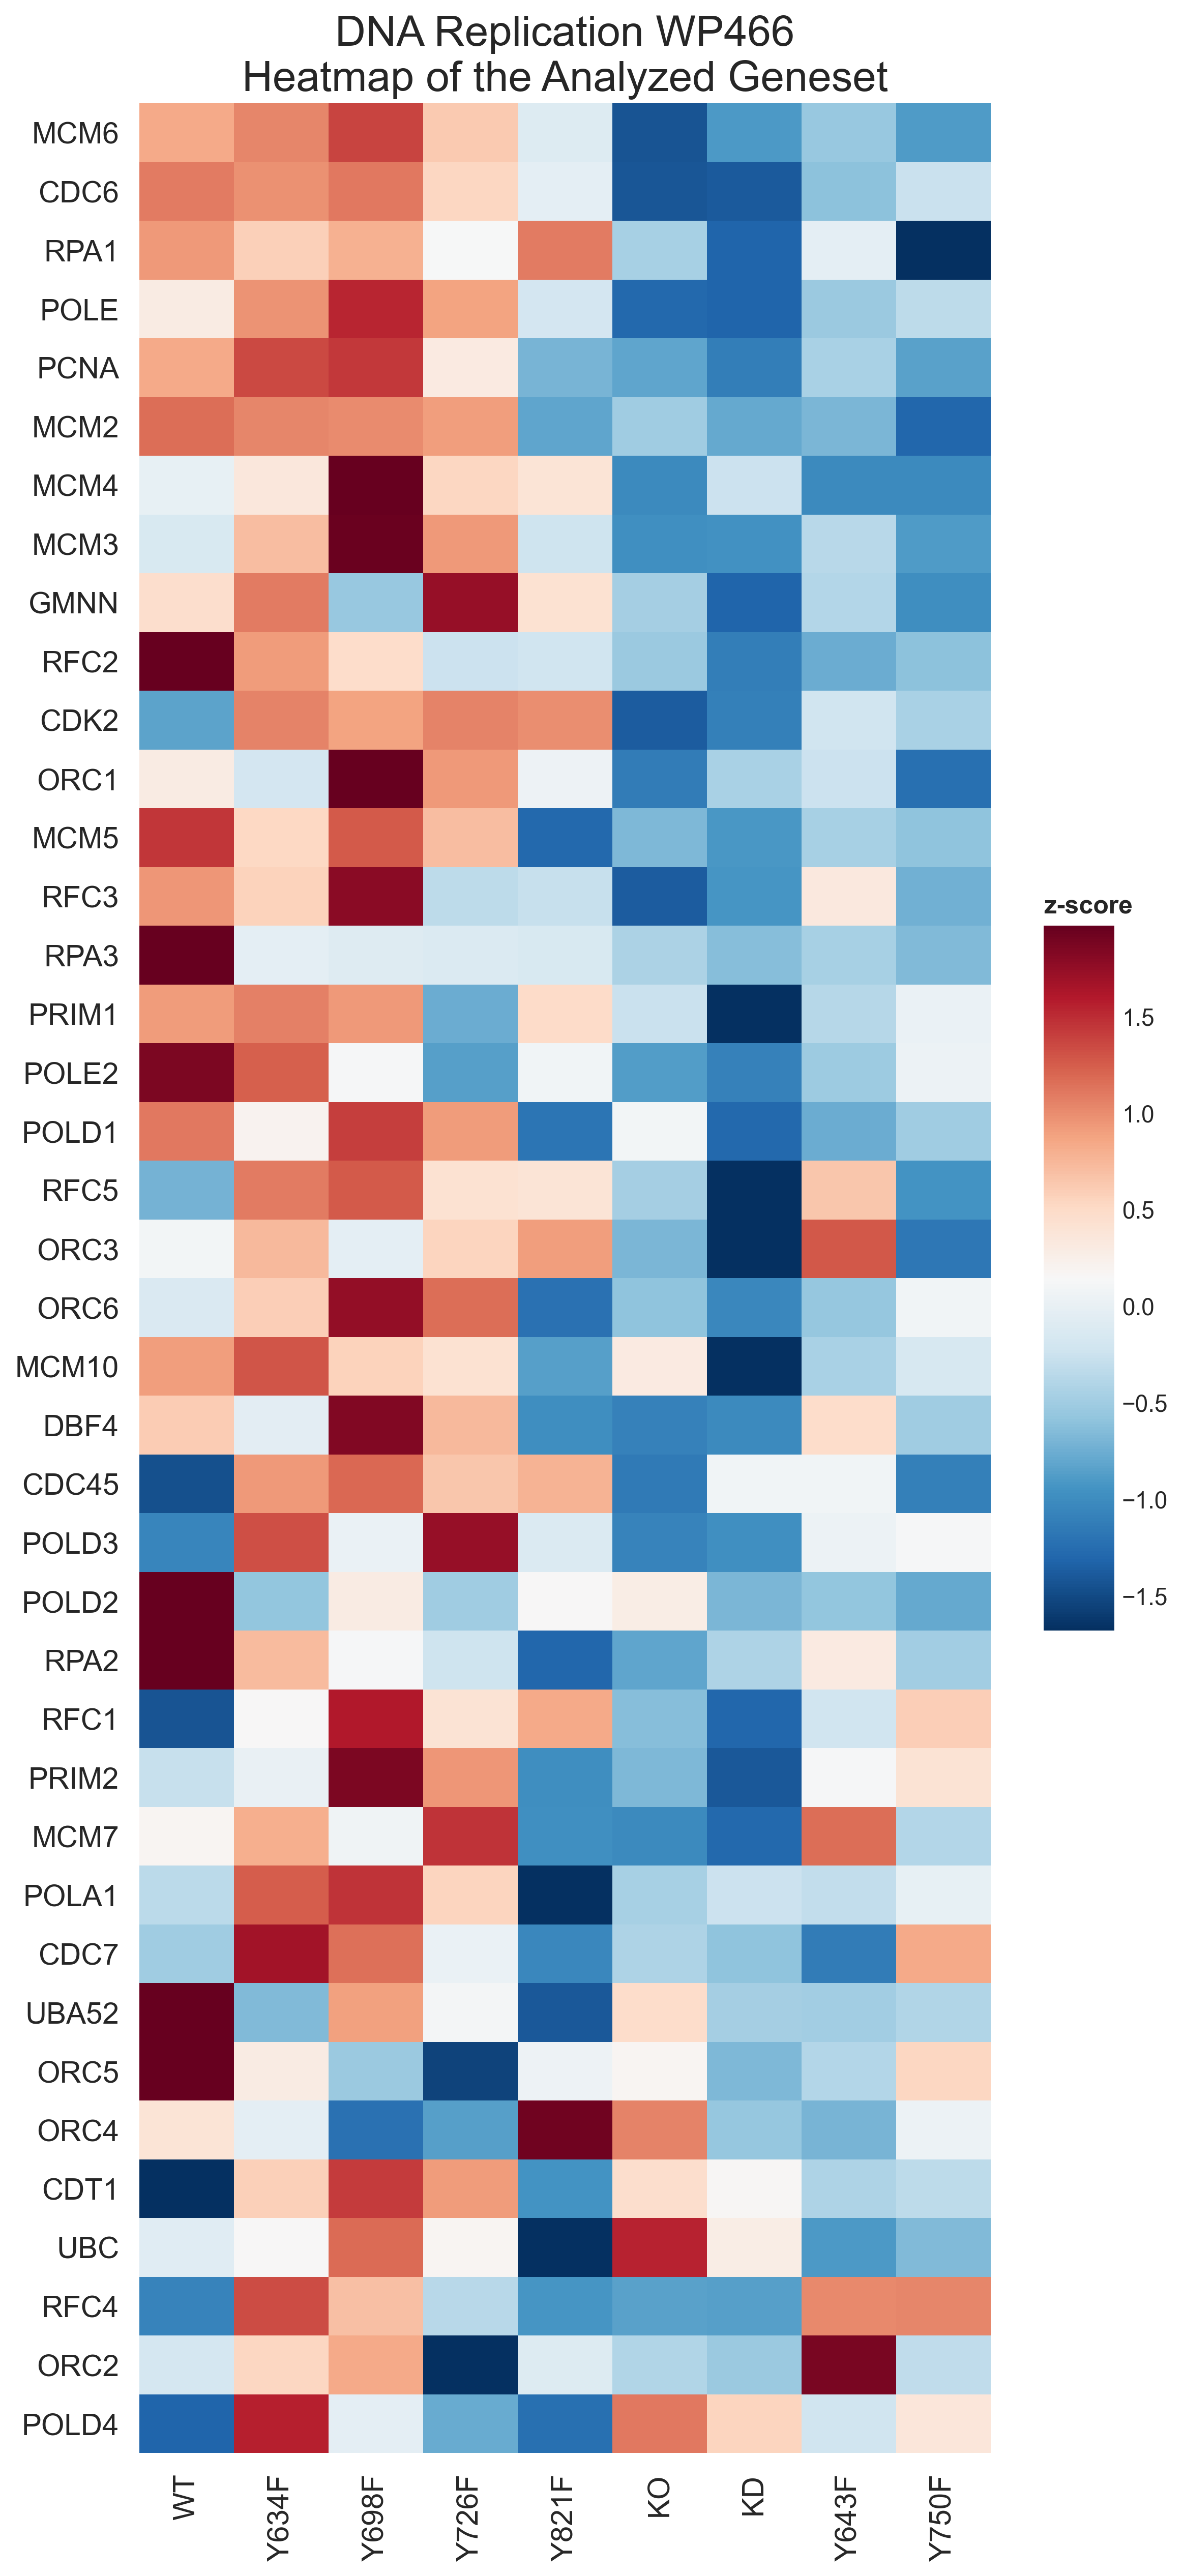 DNA Replication WP466
Heatmap of the Analyzed Geneset
MCM6
CDC6
RPA1
POLE
PCNA
MCM2
MCM4
MCM3
GMNN
RFC2
CDK2
ORC1
MCM5
RFC3
RPA3
PRIM1
POLE2
POLD1
RFC5
ORC3
ORC6
MCM10
DBF4
CDC45
POLD3
POLD2
RPA2
RFC1
PRIM2
MCM7
POLA1
CDC7
UBA52
ORC5
ORC4
CDT1
UBC
RFC4
ORC2
POLD4
WT
Y634F
Y698F
Y726F
Y821F
KO
KD
Y643F
Y750F
z-score
1.5
1.0
0.5
0.0
−0.5
−1.0
−1.5